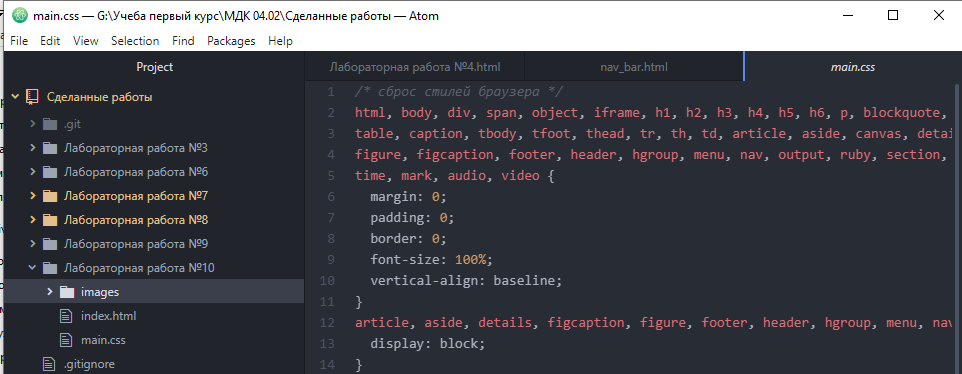 main.css — G:\Учеба первый курс\МДК 04.02\Сделанные работы — Atom
File Edit View Selection Find Packages Help
Project
Сделанные работы
.git
Лабораторная работа №3
Лабораторная работа №6
Лабораторная работа №7
Лабораторная работа №8
Лабораторная работа №9
Лабораторная работа №10
images
index.html
main.css
.gitignore
Лабораторная работа №4.html nav_bar.html main.css
1 /* сброс стилей браузера */
2 html, body, div, span, object, iframe, h1, h2, h3, h4, h5, h6, p, blockquote,
3 table, caption, tbody, tfoot, thead, tr, th, td, article, aside, canvas, detai
4 figure, figcaption, footer, header, hgroup, menu, nav, output, ruby, section,
5 time, mark, audio, video {
6 margin: 0;
7 padding: 0;
8 border: 0;
9 font-size: 100%;
10 vertical-align: baseline;
11 }
12 article, aside, details, figcaption, figure, footer, header, hgroup, menu, nav
13 display: block;
14 }